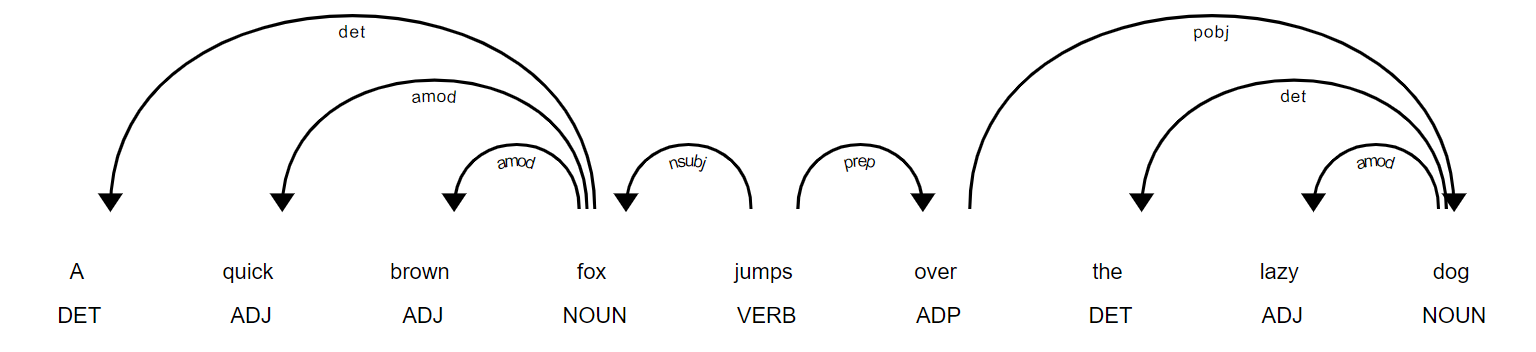 det pobj
amod det
amod nsubj prep amod
A quick brown fox jumps over the lazy dog
DET ADJ ADJ NOUN VERB ADP DET ADJ NOUN